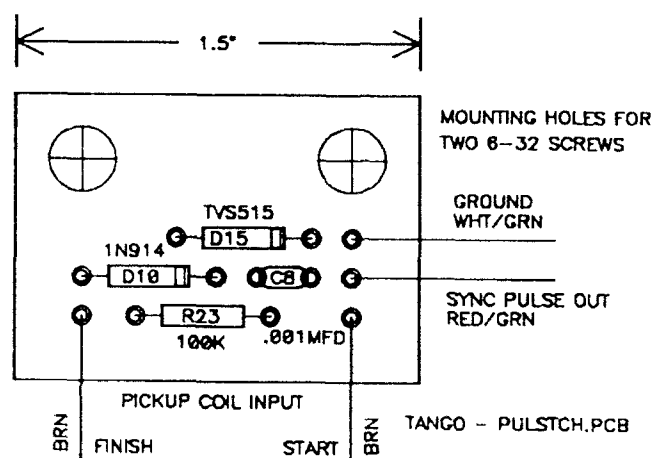 1.5"
MOUNTING HOLES FOR
TWO 6-32 SCREWS
TVS515
D15
GROUND
WHT/GRN
1N914
D10
C8
SYNC PULSE OUT
RED/GRN
R23
100K
.001MFD
PICKUP COIL INPUT
BRN
FINISH
START
BRN
TANGO - PULSTCH.PCB